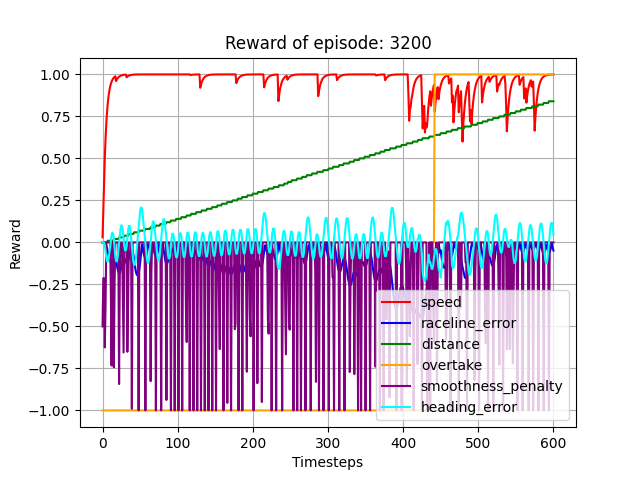 Reward of episode: 3200
Reward
1.00
0.75
0.50
0.25
0.00
−0.25
−0.50
−0.75
−1.00
speed
raceline_error
distance
overtake
smoothness_penalty
heading_error
0 100 200 300 400 500 600
Timesteps